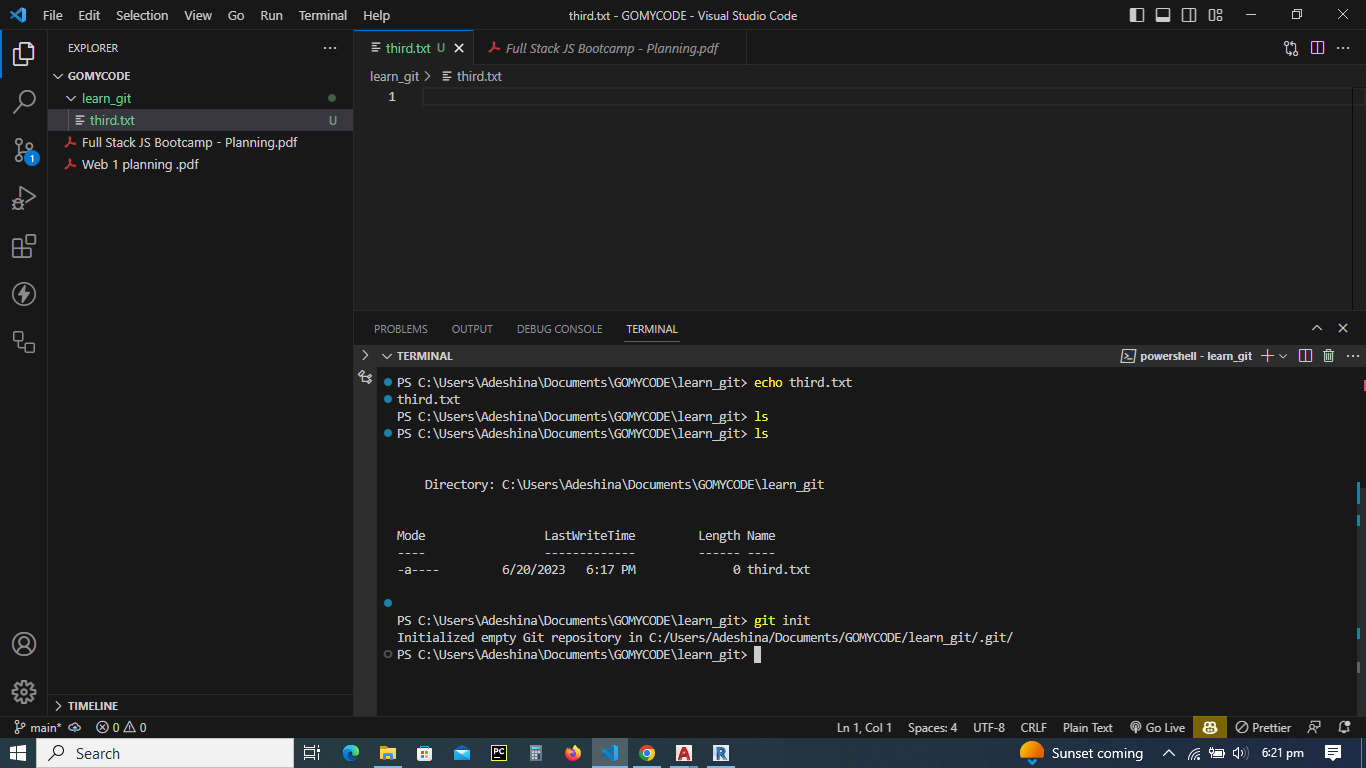 File Edit Selection View Go Run Terminal Help
third.txt - GOMYCODE - Visual Studio Code
EXPLORER
GOMYCODE
learn_git
third.txt U
Full Stack JS Bootcamp - Planning.pdf
Web 1 planning .pdf
1
TIMELINE
third.txt U
Full Stack JS Bootcamp - Planning.pdf
learn_git > third.txt
1
PROBLEMS OUTPUT DEBUG CONSOLE TERMINAL
TERMINAL
powershell - learn_git
PS C:\Users\Adeshina\Documents\GOMYCODE\learn_git> echo third.txt
third.txt
PS C:\Users\Adeshina\Documents\GOMYCODE\learn_git> ls
PS C:\Users\Adeshina\Documents\GOMYCODE\learn_git> ls
Directory: C:\Users\Adeshina\Documents\GOMYCODE\learn_git
Mode LastWriteTime Length Name
---- ------------- ------ ----
-a---- 6/20/2023 6:17 PM 0 third.txt
PS C:\Users\Adeshina\Documents\GOMYCODE\learn_git> git init
Initialized empty Git repository in C:/Users/Adeshina/Documents/GOMYCODE/learn_git/.git/
PS C:\Users\Adeshina\Documents\GOMYCODE\learn_git>
main* 0 0
Ln 1, Col 1 Spaces: 4 UTF-8 CRLF Plain Text Go Live Prettier
Search
PC
A
R
Sunset coming
6:21 pm